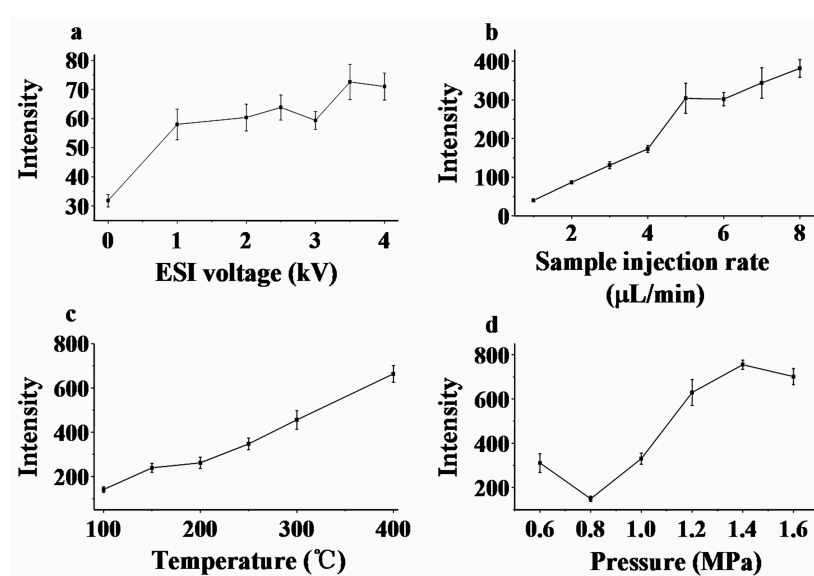 a
80
70
60
50
40
30
Intensity
0 1 2 3 4
ESI voltage (kV)
b
400
300
200
100
0
Intensity
2 4 6 8
Sample injection rate
(μL/min)
c
800
600
400
200
Intensity
100 200 300 400
Temperature (℃)
d
800
600
400
200
Intensity
0.6 0.8 1.0 1.2 1.4 1.6
Pressure (MPa)